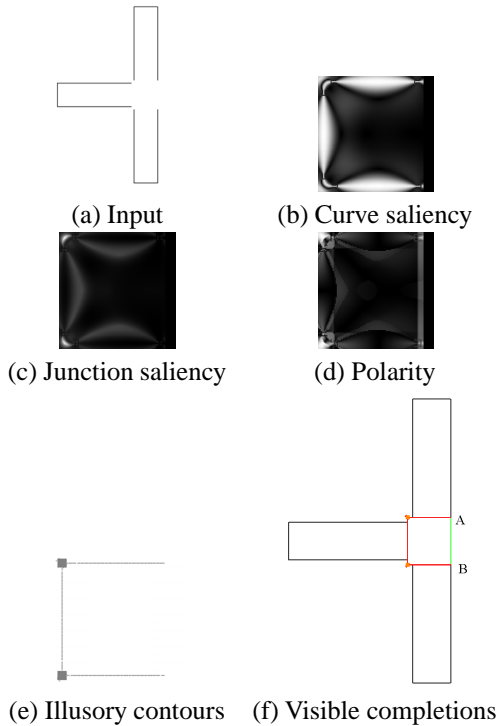 (a) Input
(b) Curve saliency
(c) Junction saliency
(d) Polarity
A
B
(e) Illusory contours
(f) Visible completions